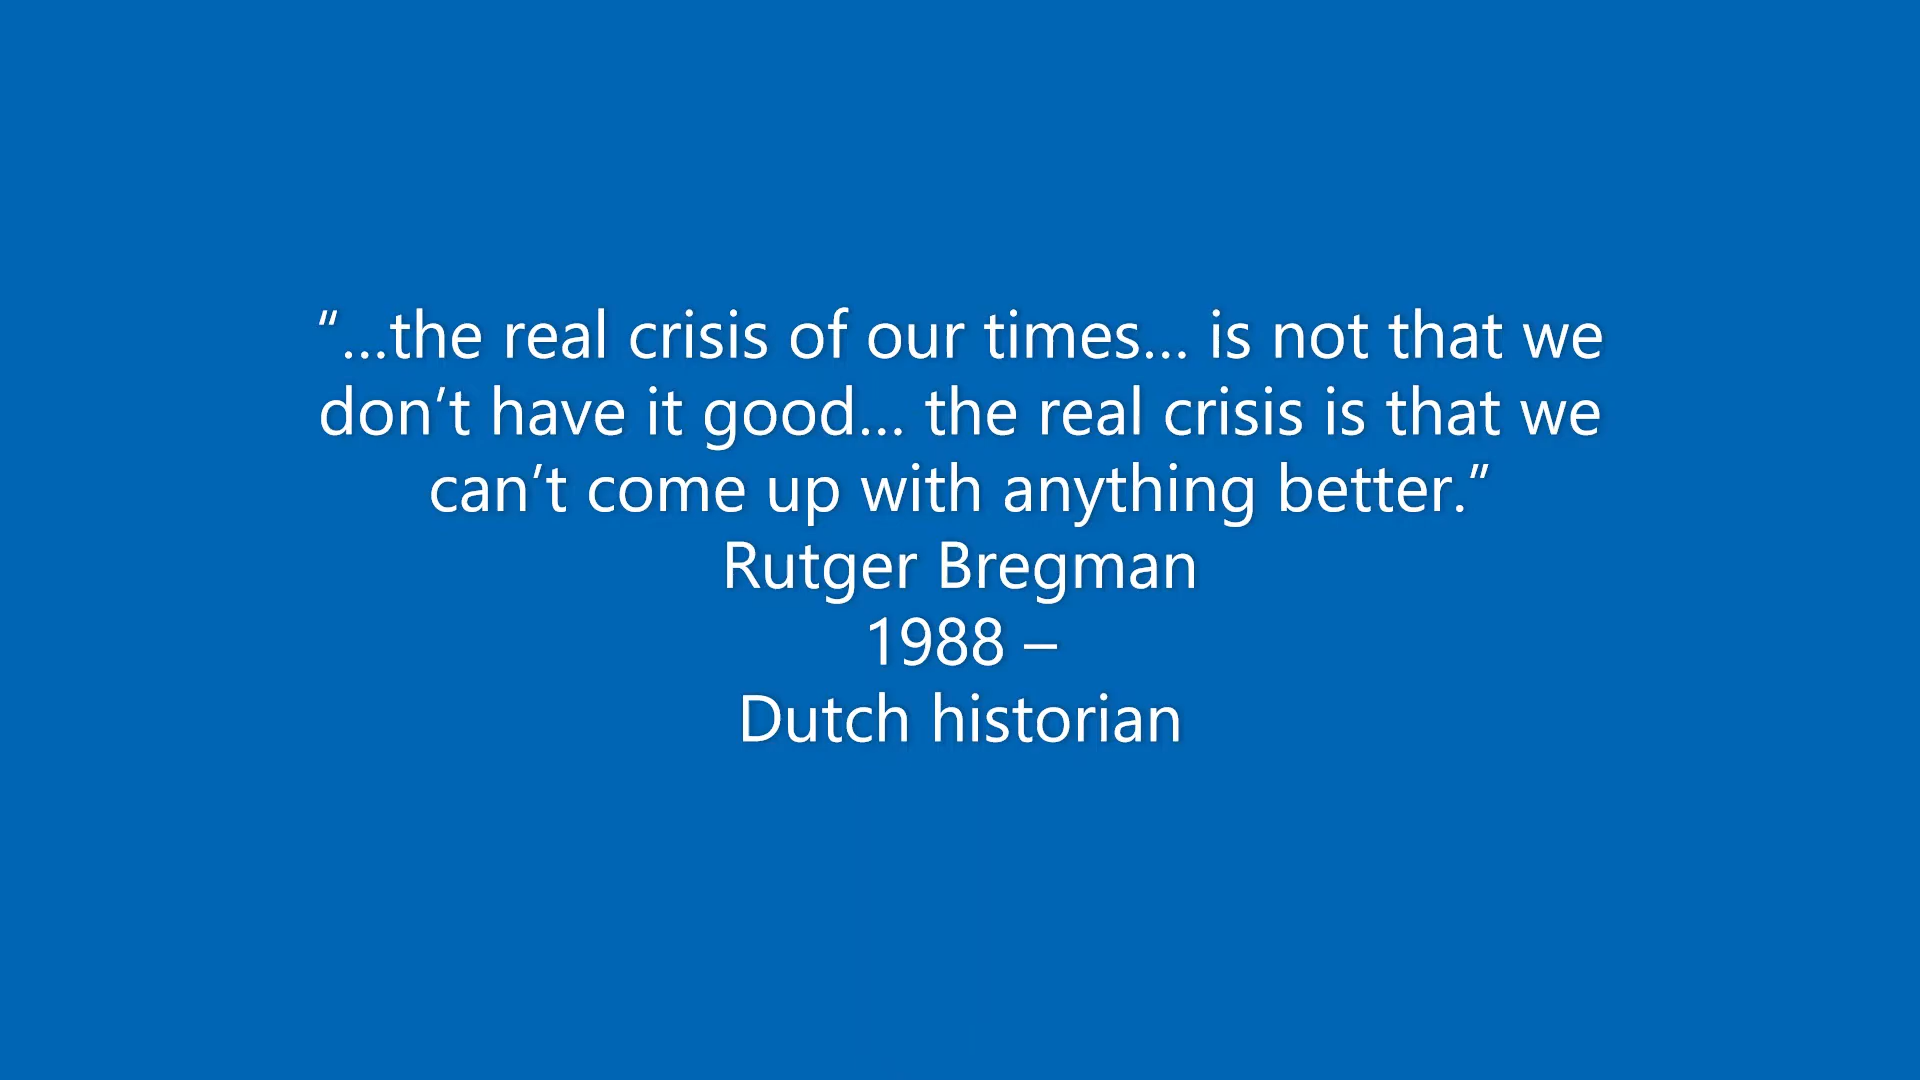 “…the real crisis of our times… is not that we
don’t have it good… the real crisis is that we
can’t come up with anything better.”
Rutger Bregman
1988 –
Dutch historian